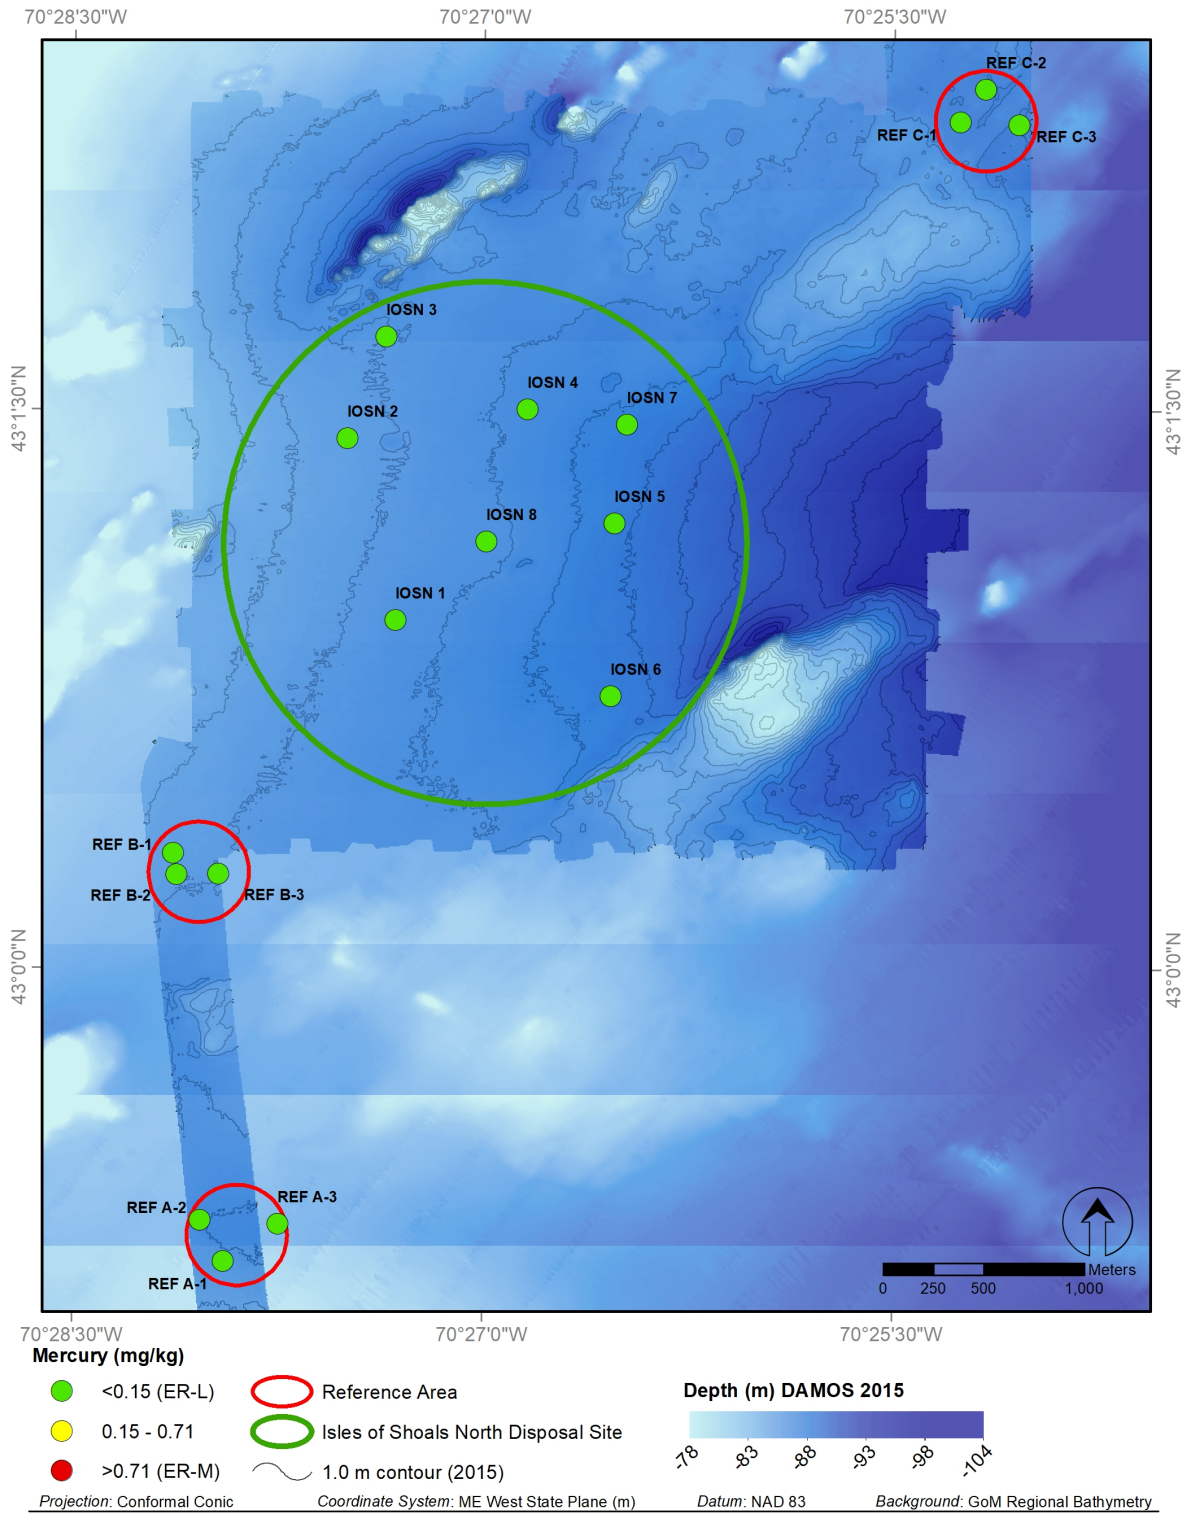 70°28'30"W 70°27'0"W 70°25'30"W
REF C-2
REF C-1 REF C-3
IOSN 3
IOSN 4
IOSN 7
IOSN 2
43°1'30"N 43°1'30"N
IOSN 5
IOSN 8
IOSN 1
IOSN 6
REF B-1
REF B-2 REF B-3
43°0'0"N 43°0'0"N
REF A-3
REF A-2
REF A-1
Meters
0 250 500 1,000
70°28'30"W 70°27'0"W 70°25'30"W
Mercury (mg/kg)
<0.15 (ER-L)
0.15 - 0.71
>0.71 (ER-M)
Reference Area
Isles of Shoals North Disposal Site
1.0 m contour (2015)
Depth (m) DAMOS 2015
-78 -83 -88 -93 -98 -104
Projection: Conformal Conic Coordinate System: ME West State Plane (m) Datum: NAD 83 Background: GoM Regional Bathymetry